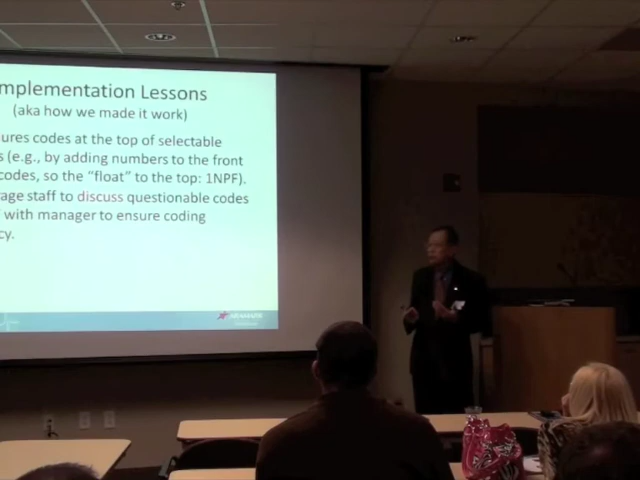 mplementation Lessons
(aka how we made it work)
ures codes at the top of selectable
s (e.g., by adding numbers to the front
codes, so the "float" to the top: 1NPF).
rage staff to discuss questionable codes
with manager to ensure coding
cy.
ARAMARK